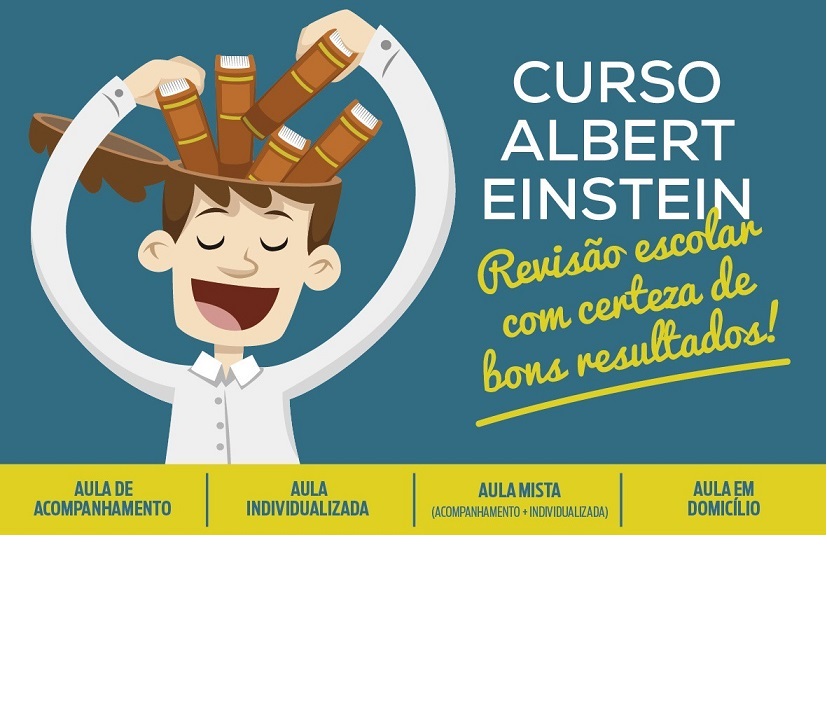 CURSO
ALBERT
EINSTEIN
Revisão escolar
com certeza de
bons resultados!
AULA DE
ACOMPANHAMENTO
AULA
INDIVIDUALIZADA
AULA MISTA
(ACOMPANHAMENTO + INDIVIDUALIZADA)
AULA EM
DOMICÍLIO